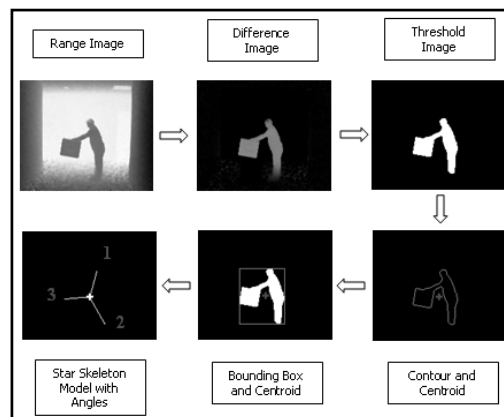 Range Image
Difference
Image
Threshold
Image
1
3
2
Star Skeleton
Model with
Angles
Bounding Box
and Centroid
Contour and
Centroid